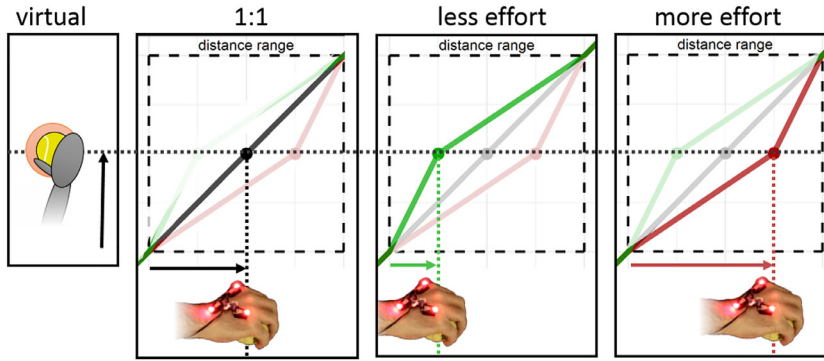 virtual
1:1
less effort
more effort
distance range
distance range
distance range